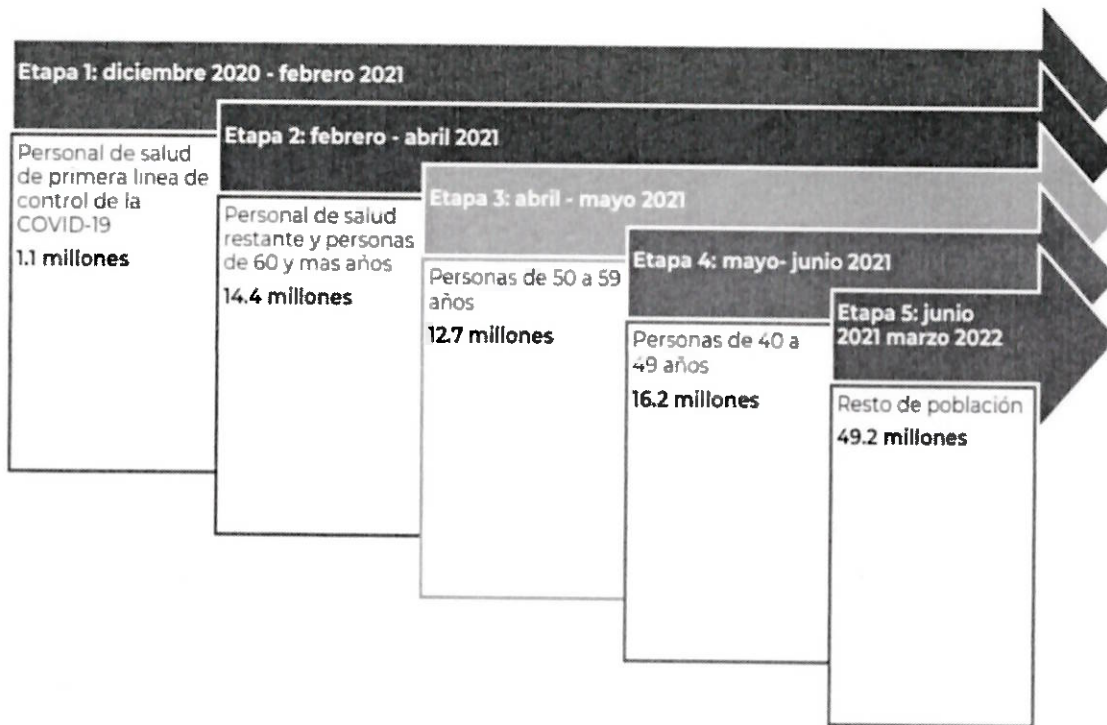 Etapa 1: diciembre 2020 - febrero 2021
Personal de salud
de primera linea de
control de la
COVID-19
1.1 millones
Etapa 2: febrero - abril 2021
Personal de salud
restante y personas
de 60 y mas años
14.4 millones
Etapa 3: abril - mayo 2021
Personas de 50 a 59
años
12.7 millones
Etapa 4: mayo- junio 2021
Personas de 40 a
49 años
16.2 millones
Etapa 5: junio
2021 marzo 2022
Resto de población
49.2 millones